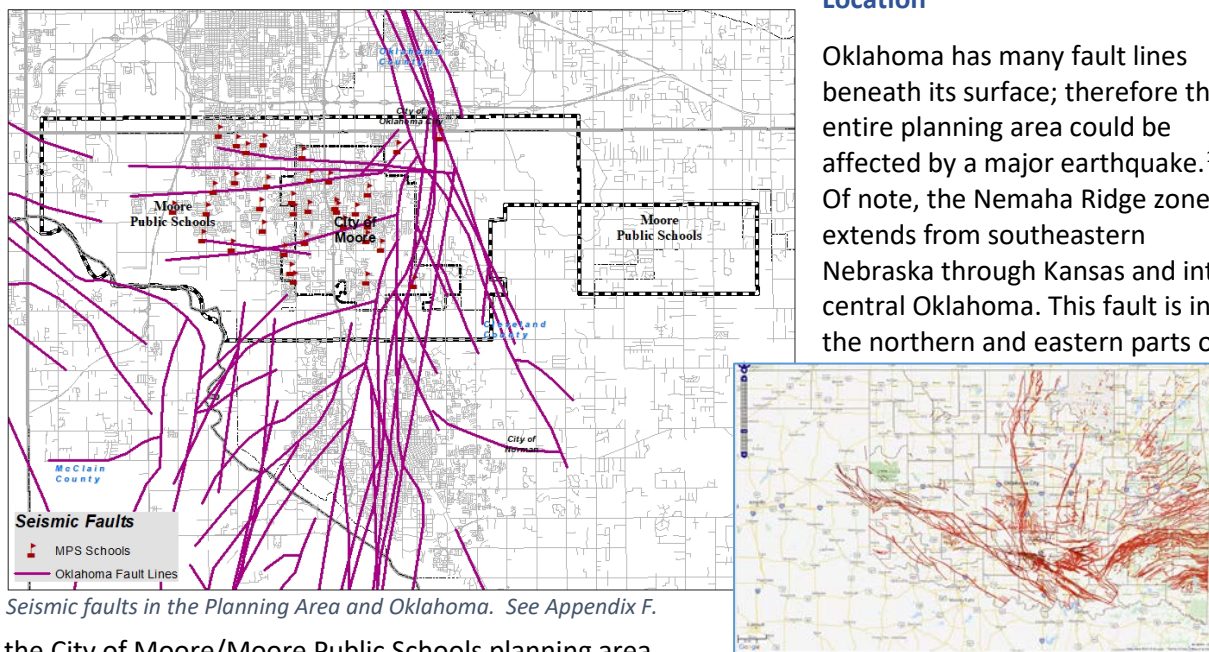 Location
Oklahoma has many fault lines
beneath its surface; therefore th
entire planning area could be
affected by a major earthquake.
Of note, the Nemaha Ridge zone
extends from southeastern
Nebraska through Kansas and int
central Oklahoma. This fault is in
the northern and eastern parts o
Oklahoma
County
City of
Oklahoma City
Moore
Public Schools
City of
Moore
Moore
Public Schools
Cleveland
County
City of
Norman
McClain
County
Seismic Faults
MPS Schools
Oklahoma Fault Lines
Seismic faults in the Planning Area and Oklahoma. See Appendix F.
Oklahoma City
Google
the City of Moore/Moore Public Schools planning area